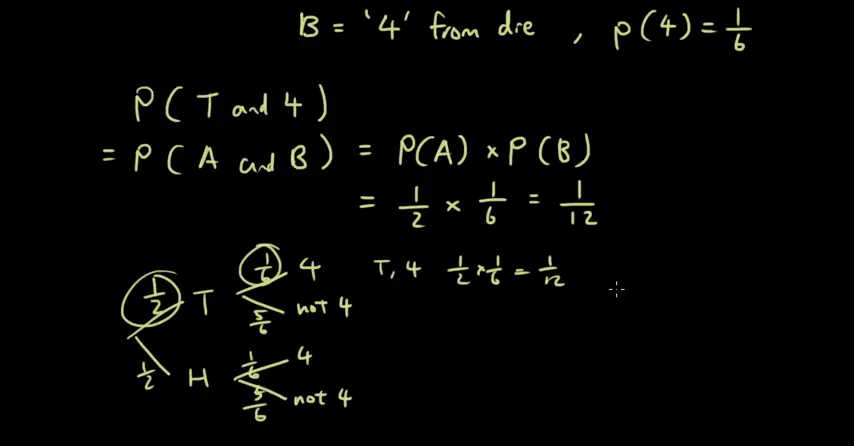 B = '4' from die , P(4) = 1/6
P( T and 4 )
= P( A and B ) = P(A) × P(B)
= 1/2 × 1/6 = 1/12
1/6 4 T, 4 1/2 × 1/6 = 1/12
1/2 T
5/6 not 4
1/6 4
1/2 H
5/6 not 4